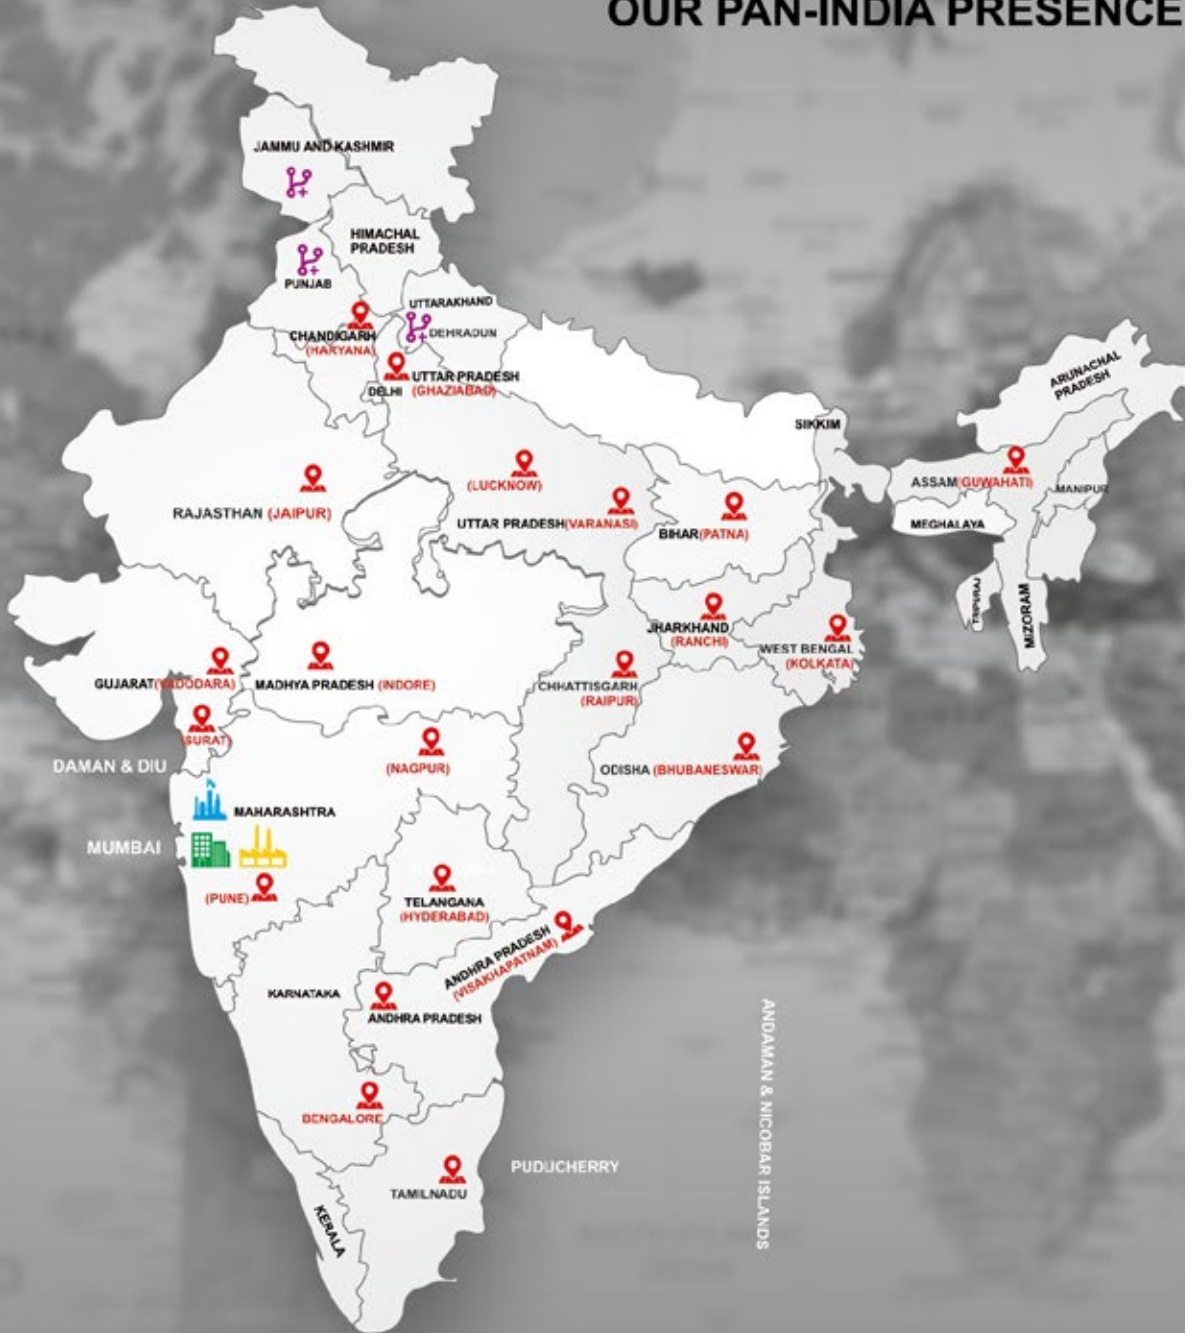 OUR PAN-INDIA PRESENCE
JAMMU AND KASHMIR
HIMACHAL
PRADESH
PUNJAB
UTTARAKHAND
DEHRADUN
CHANDIGARH
(HARYANA)
UTTAR PRADESH
DELHI (GHAZIABAD)
ARUNACHAL
PRADESH
SIKKIM
(LUCKNOW)
ASSAM(GUWAHATI)
MANIPUR
RAJASTHAN (JAIPUR)
UTTAR PRADESH(VARANASI)
BIHAR(PATNA)
MEGHALAYA
TRIPURAJ
MIZORAM
JHARKHAND
(RANCHI)
WEST BENGAL
(KOLKATA)
GUJARAT(VADODARA)
MADHYA PRADESH (INDORE)
CHHATTISGARH
(RAIPUR)
(SURAT)
DAMAN & DIU
(NAGPUR)
ODISHA (BHUBANESWAR)
MAHARASHTRA
MUMBAI
(PUNE)
TELANGANA
(HYDERABAD)
ANDHRA PRADESH
(VISAKHAPATNAM)
KARNATAKA
ANDHRA PRADESH
ANDAMAN & NICOBAR ISLANDS
BENGALORE
PUDUCHERRY
TAMILNADU
KERALA